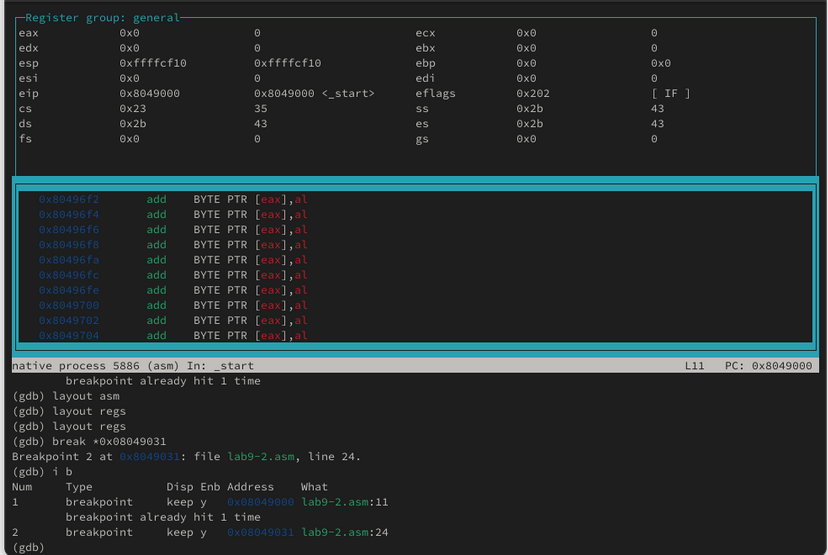 Register group: general
eax 0x0 0 ecx 0x0 0
edx 0x0 0 ebx 0x0 0
esp 0xffffcf10 0xffffcf10 ebp 0x0 0x0
esi 0x0 0 edi 0x0 0
eip 0x8049000 0x8049000 <_start> eflags 0x202 [ IF ]
cs 0x23 35 ss 0x2b 43
ds 0x2b 43 es 0x2b 43
fs 0x0 0 gs 0x0 0
0x80496f2 add BYTE PTR [eax],al
0x80496f4 add BYTE PTR [eax],al
0x80496f6 add BYTE PTR [eax],al
0x80496f8 add BYTE PTR [eax],al
0x80496fa add BYTE PTR [eax],al
0x80496fc add BYTE PTR [eax],al
0x80496fe add BYTE PTR [eax],al
0x8049700 add BYTE PTR [eax],al
0x8049702 add BYTE PTR [eax],al
0x8049704 add BYTE PTR [eax],al
native process 5886 (asm) In: _start L11 PC: 0x8049000
breakpoint already hit 1 time
(gdb) layout asm
(gdb) layout regs
(gdb) layout regs
(gdb) break *0x08049031
Breakpoint 2 at 0x8049031: file lab9-2.asm, line 24.
(gdb) i b
Num Type Disp Enb Address What
1 breakpoint keep y 0x08049000 lab9-2.asm:11
breakpoint already hit 1 time
2 breakpoint keep y 0x08049031 lab9-2.asm:24
(gdb)